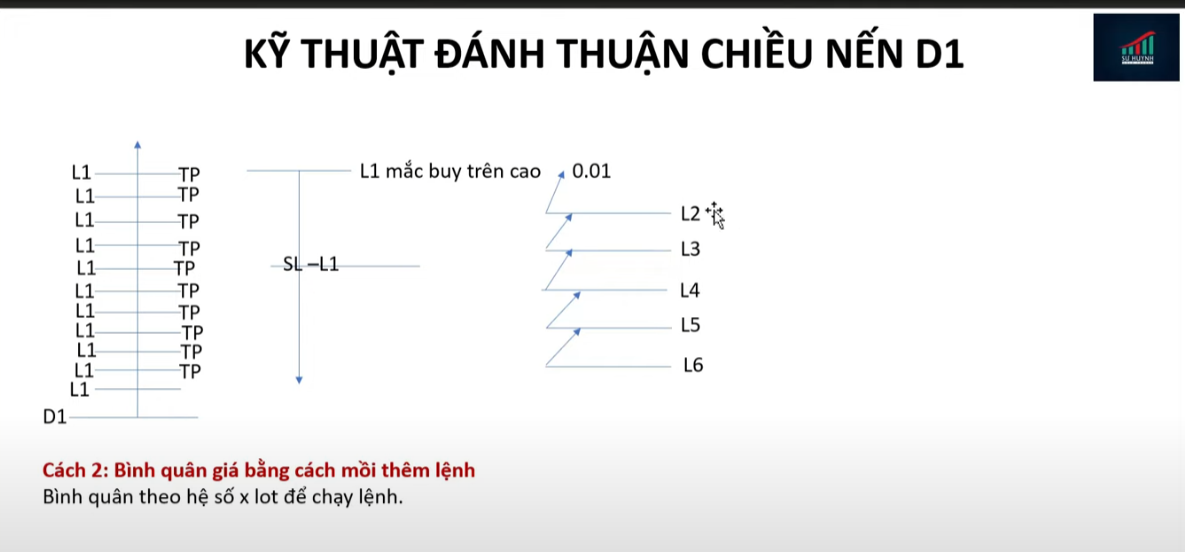 KỸ THUẬT ĐÁNH THUẬN CHIỀU NẾN D1
SƯ HUYNH
L1 TP
L1 TP
L1 TP
L1 TP
L1 TP
L1 TP
L1 TP
L1 TP
L1 TP
L1 TP
L1
D1
L1 mắc buy trên cao
0.01
SL –L1
L2
L3
L4
L5
L6
Cách 2: Bình quân giá bằng cách mồi thêm lệnh
Bình quân theo hệ số x lot để chạy lệnh.